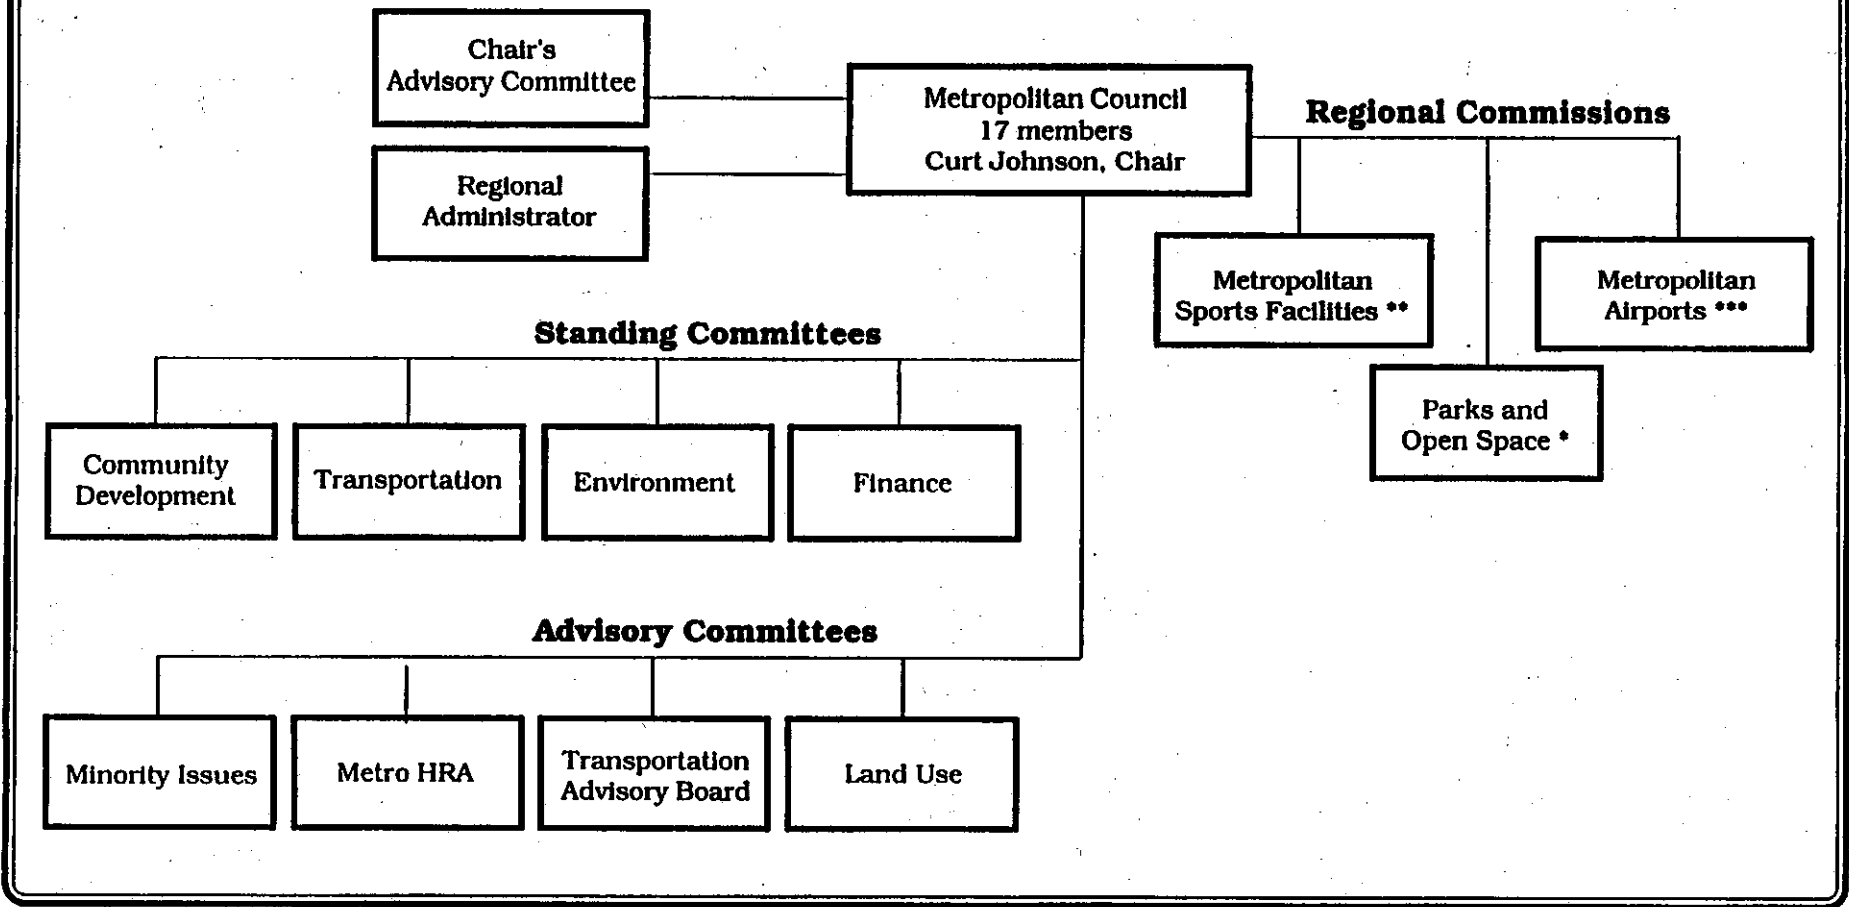 Chair's
Advisory Committee
Metropolitan Council
17 members
Curt Johnson, Chair
Regional Commissions
Regional
Administrator
Metropolitan
Sports Facilities **
Metropolitan
Airports ***
Parks and
Open Space *
Standing Committees
Community
Development
Transportation
Environment
Finance
Advisory Committees
Minority Issues
Metro HRA
Transportation
Advisory Board
Land Use